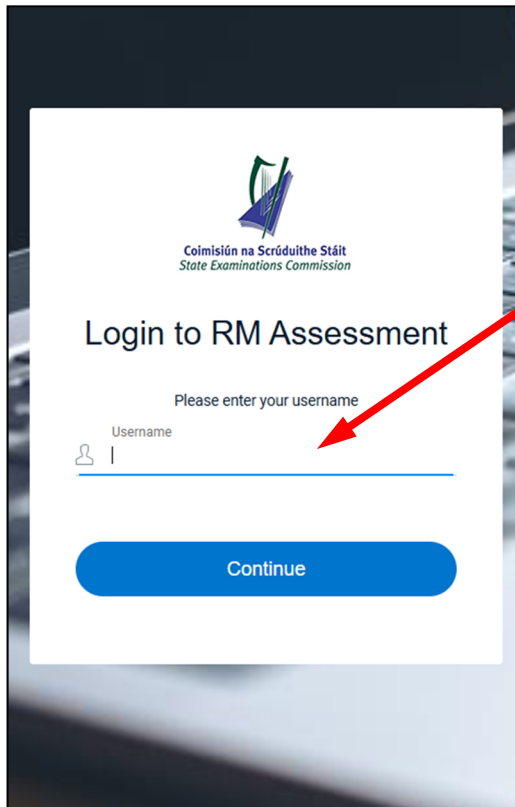 Coimisiún na Scrúduithe Stáit
State Examinations Commission
Login to RM Assessment
Please enter your username
Username
Continue